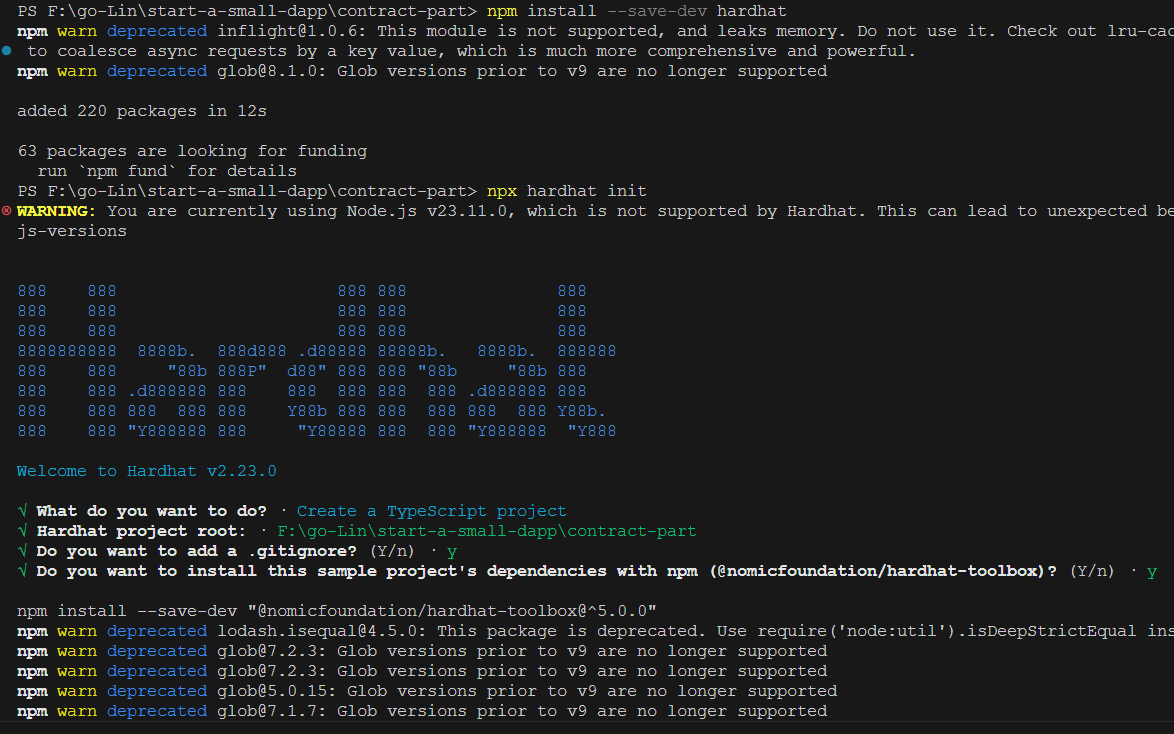 PS F:\go-Lin\start-a-small-dapp\contract-part> npm install --save-dev hardhat
npm warn deprecated inflight@1.0.6: This module is not supported, and leaks memory. Do not use it. Check out lru-cac
to coalesce async requests by a key value, which is much more comprehensive and powerful.
npm warn deprecated glob@8.1.0: Glob versions prior to v9 are no longer supported
added 220 packages in 12s
63 packages are looking for funding
run `npm fund` for details
PS F:\go-Lin\start-a-small-dapp\contract-part> npx hardhat init
WARNING: You are currently using Node.js v23.11.0, which is not supported by Hardhat. This can lead to unexpected be
js-versions
888    888                      888 888               888
888    888                      888 888               888
888    888                      888 888               888
8888888888  8888b.  888d888 .d88888 88888b.   8888b.  888888
888    888     "88b 888P"  d88" 888 888 "88b     "88b 888
888    888 .d888888 888    888  888 888  888 .d888888 888
888    888 888  888 888    Y88b 888 888  888 888  888 Y88b.
888    888 "Y888888 888     "Y88888 888  888 "Y888888  "Y888
Welcome to Hardhat v2.23.0
√ What do you want to do? · Create a TypeScript project
√ Hardhat project root: · F:\go-Lin\start-a-small-dapp\contract-part
√ Do you want to add a .gitignore? (Y/n) · y
√ Do you want to install this sample project's dependencies with npm (@nomicfoundation/hardhat-toolbox)? (Y/n) · y
npm install --save-dev "@nomicfoundation/hardhat-toolbox@^5.0.0"
npm warn deprecated lodash.isequal@4.5.0: This package is deprecated. Use require('node:util').isDeepStrictEqual ins
npm warn deprecated glob@7.2.3: Glob versions prior to v9 are no longer supported
npm warn deprecated glob@7.2.3: Glob versions prior to v9 are no longer supported
npm warn deprecated glob@5.0.15: Glob versions prior to v9 are no longer supported
npm warn deprecated glob@7.1.7: Glob versions prior to v9 are no longer supported